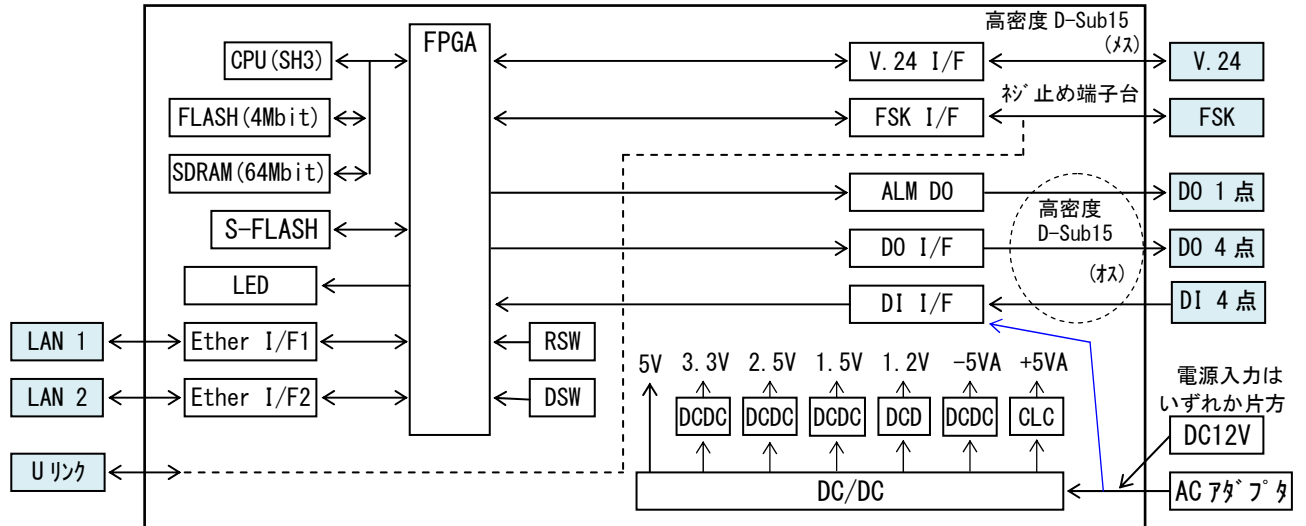 高密度 D-Sub15
(ﾒｽ)
FPGA
CPU(SH3)
V.24 I/F
V.24
ﾈｼﾞ止め端子台
FLASH(4Mbit)
FSK I/F
FSK
SDRAM(64Mbit)
ALM DO
DO 1点
高密度
D-Sub15
(ｵｽ)
S-FLASH
DO I/F
DO 4点
LED
DI I/F
DI 4点
LAN 1
Ether I/F1
RSW
LAN 2
Ether I/F2
DSW
5V
3.3V
2.5V
1.5V
1.2V
-5VA
+5VA
DCDC
DCDC
DCDC
DCD
DCDC
CLC
電源入力は
いずれか片方
DC12V
Uﾘﾝｸ
DC/DC
ACｱﾀﾞﾌﾟﾀ